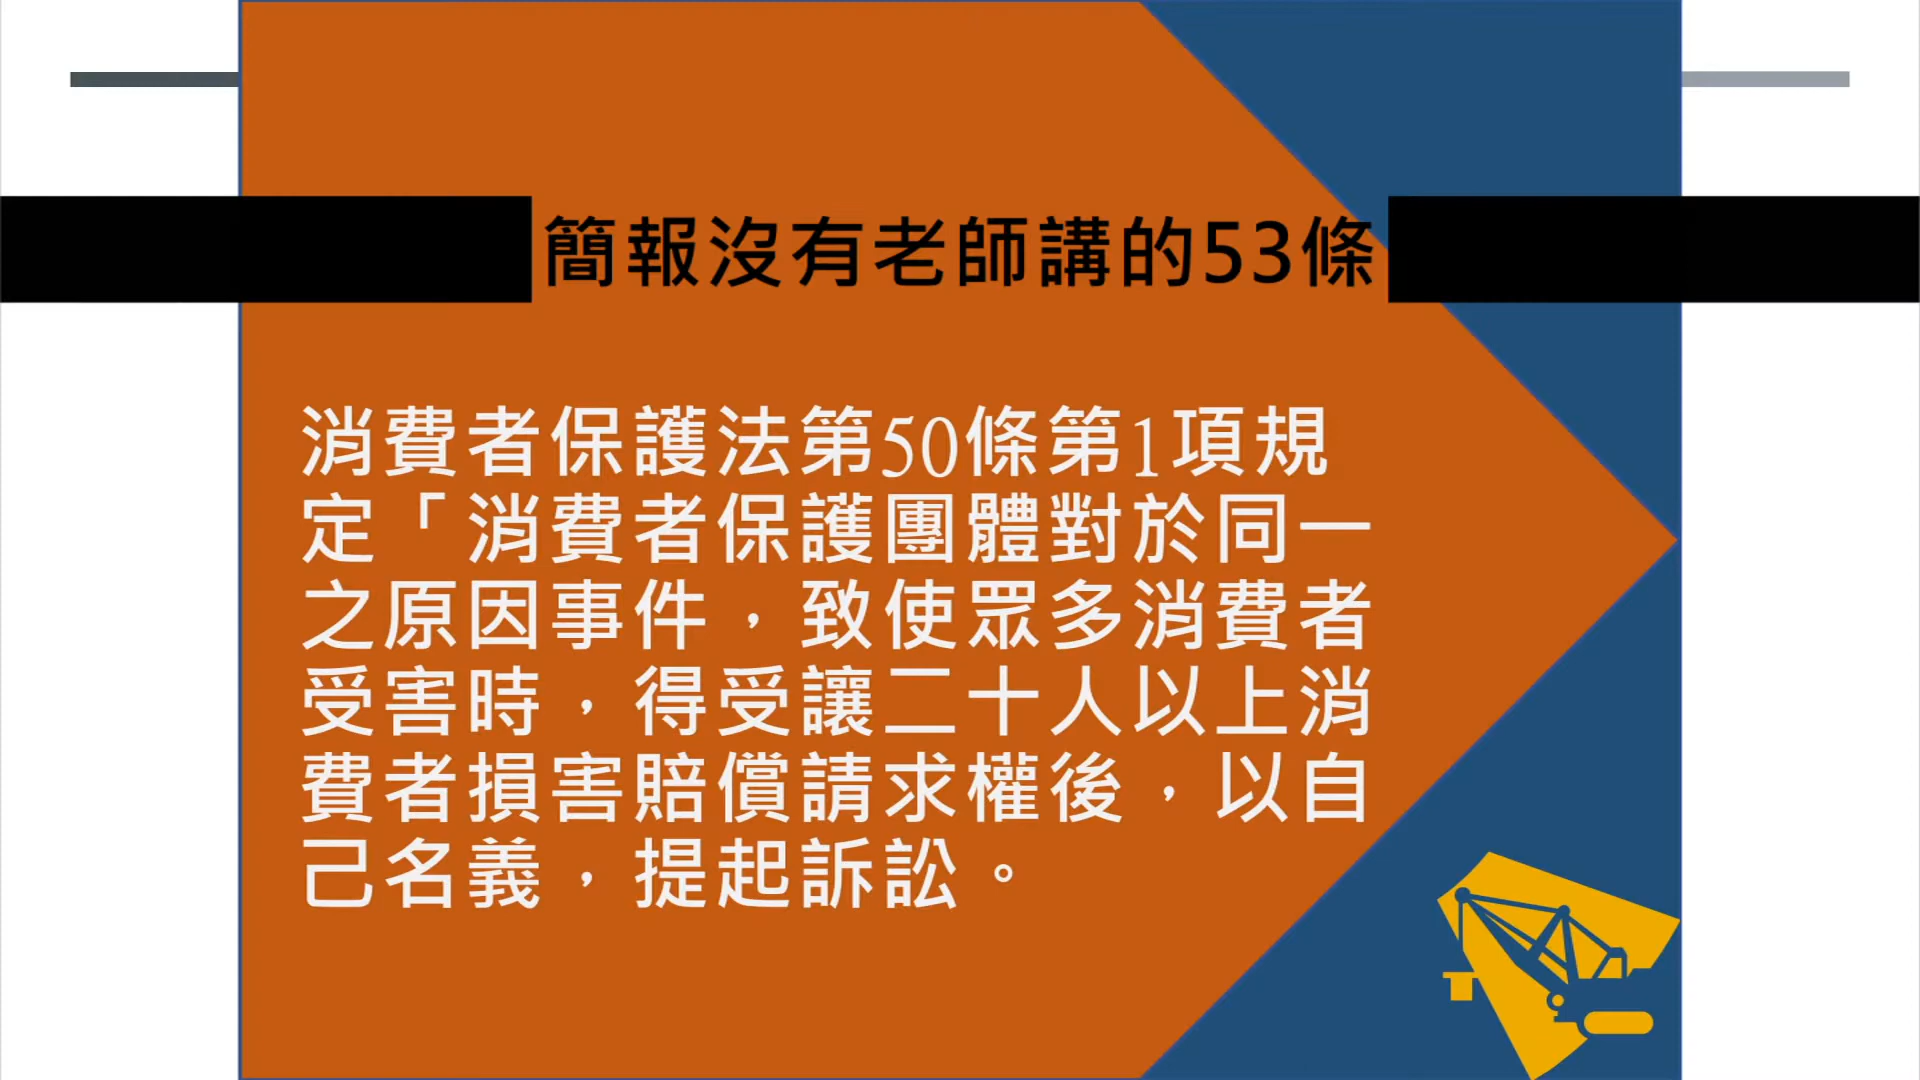 簡報沒有老師講的53條
消費者保護法第50條第1項規
定「消費者保護團體對於同一
之原因事件，致使眾多消費者
受害時，得受讓二十人以上消
費者損害賠償請求權後，以自
己名義，提起訴訟。